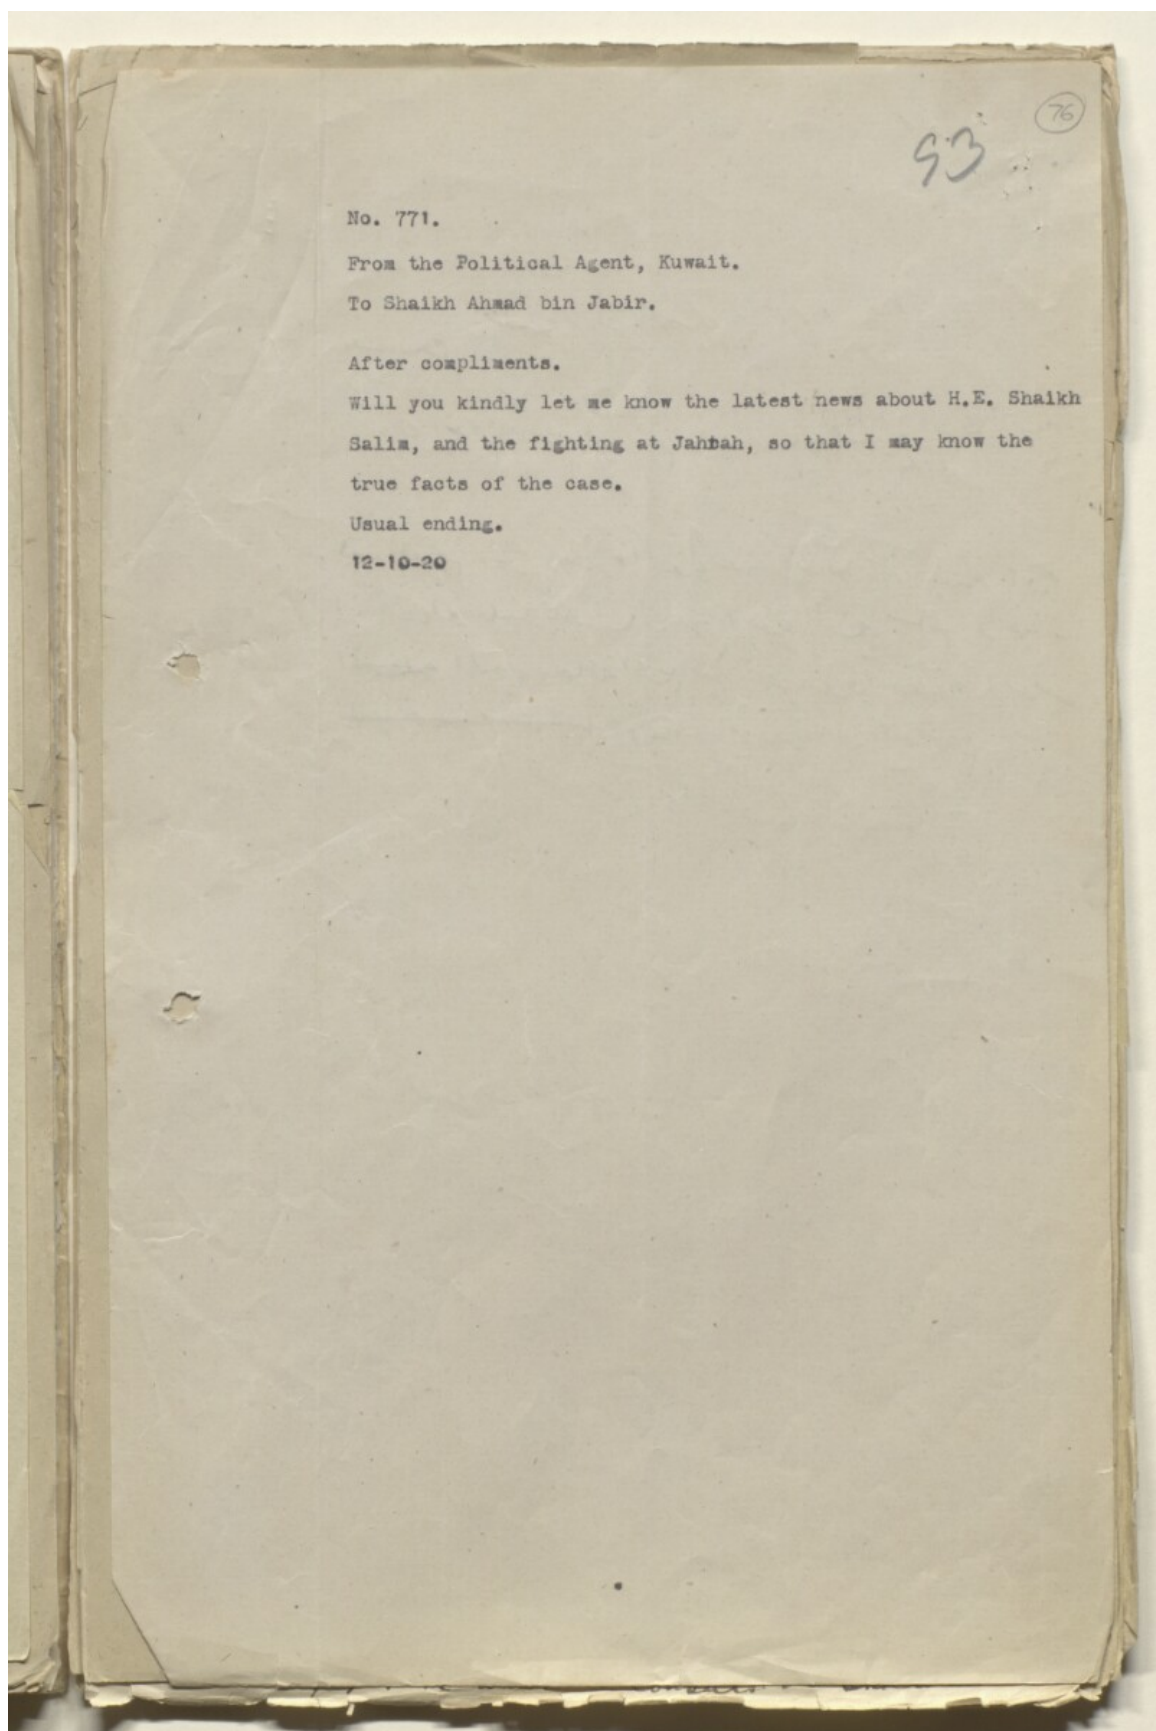 76
93
No. 771.
From the Political Agent, Kuwait.
To Shaikh Ahmad bin Jabir.
After compliments.
Will you kindly let me know the latest news about H.E. Shaikh
Salim, and the fighting at Jahrah, so that I may know the
true facts of the case.
Usual ending.
12-10-20